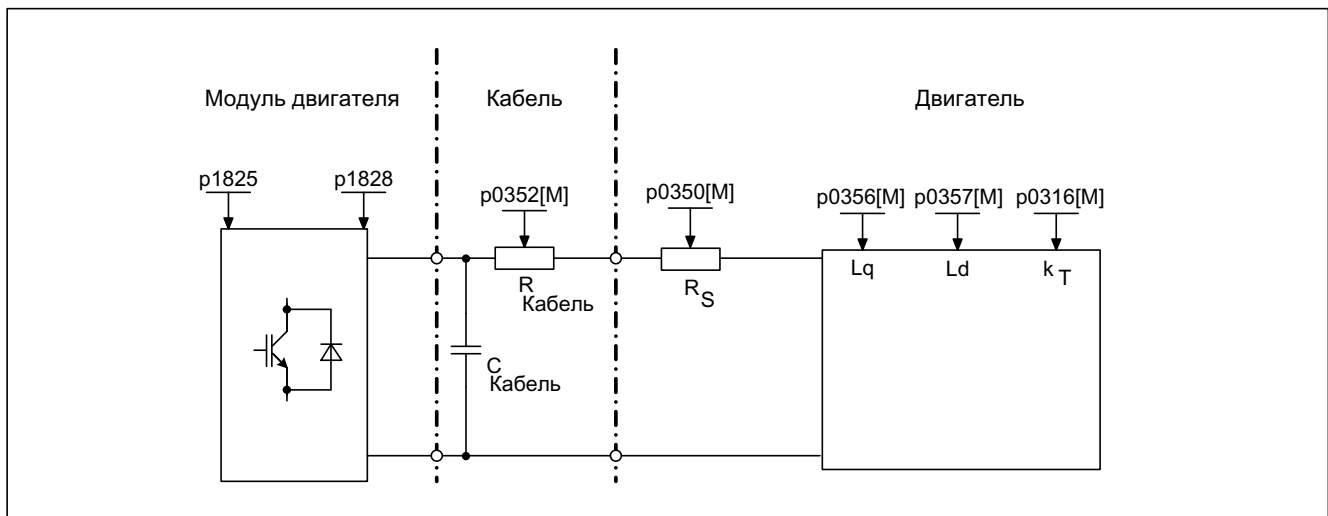 Модуль двигателя
Кабель
Двигатель
p1825
p1828
p0352[M]
p0350[M]
p0356[M]
p0357[M]
p0316[M]
R Кабель
R S
Lq
Ld
k T
C Кабель